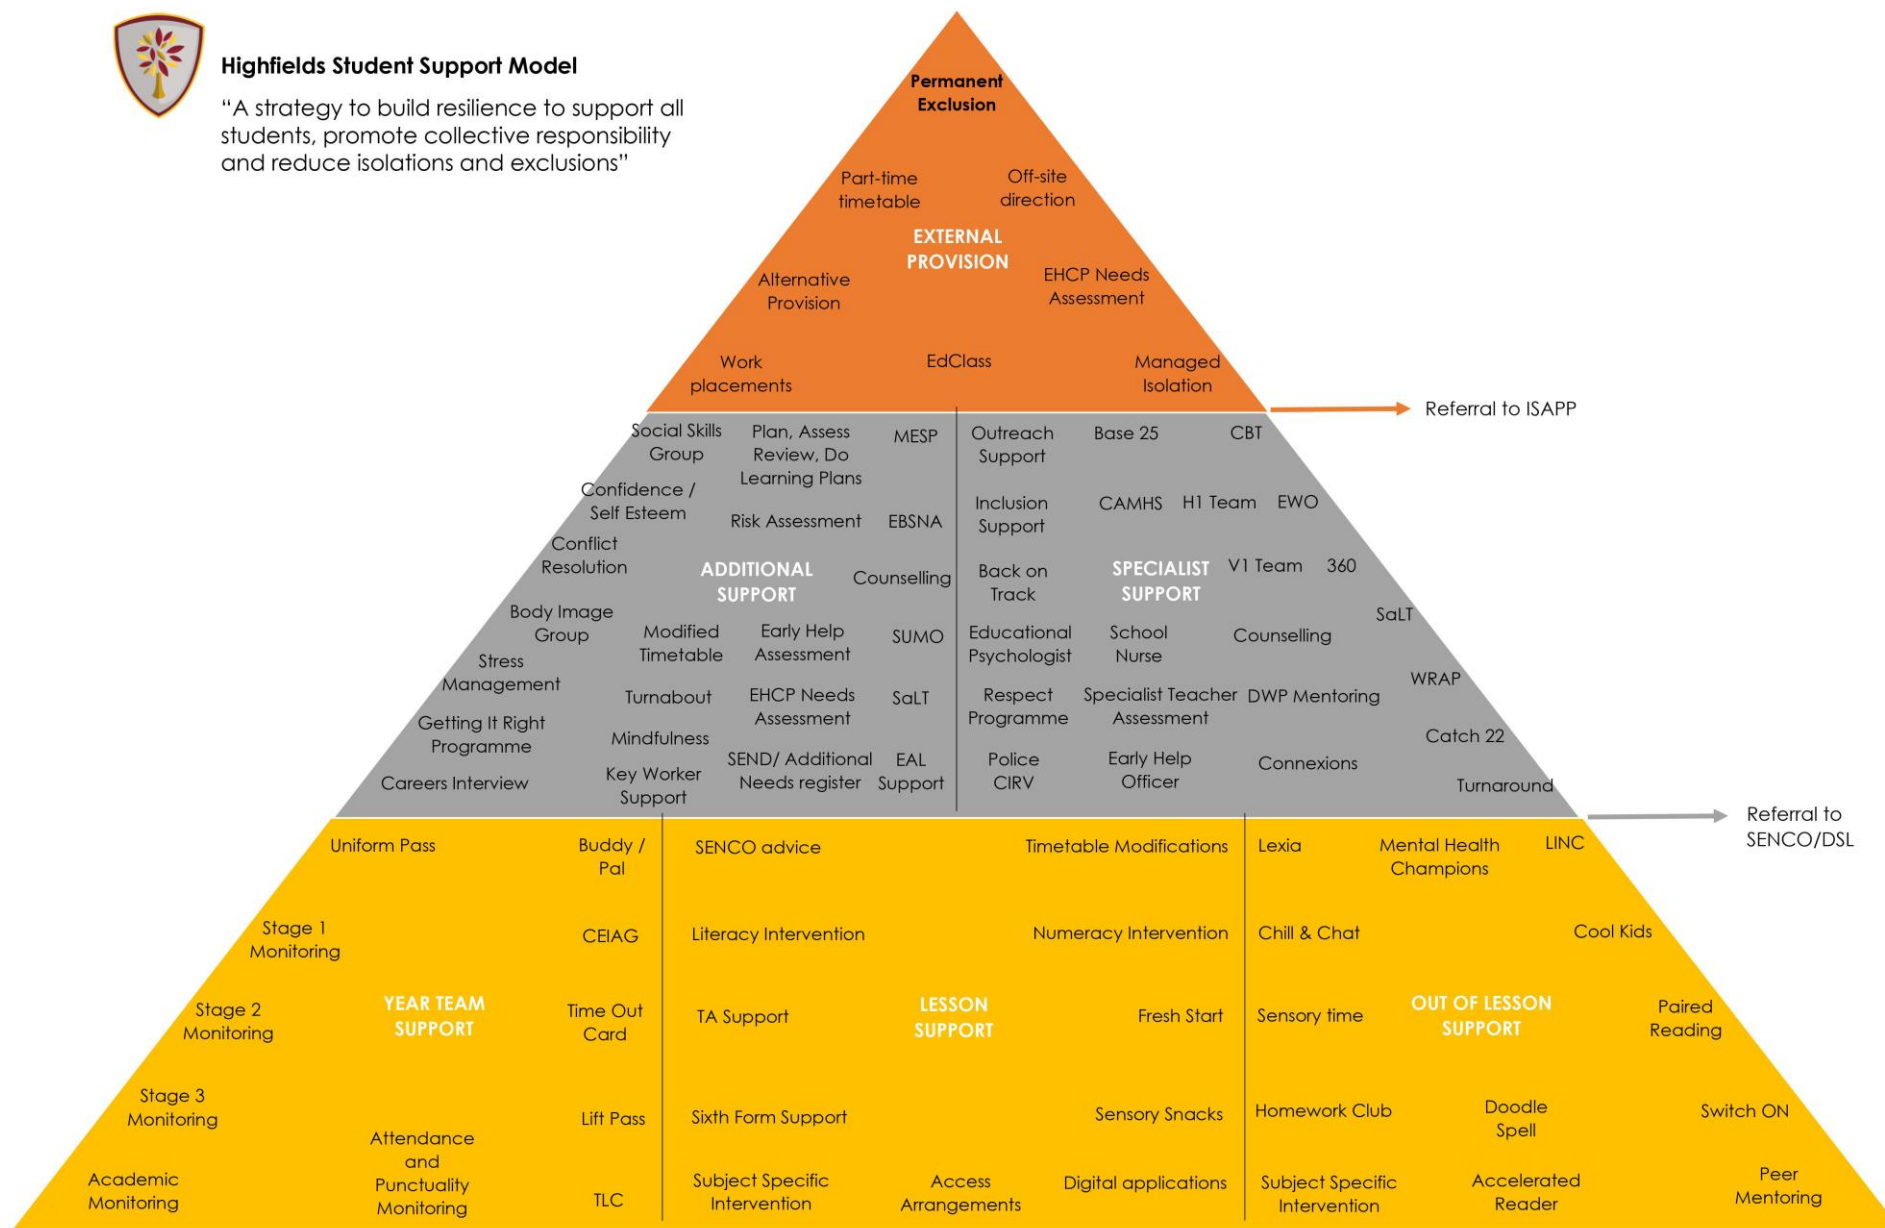 Highfields Student Support Model
“A strategy to build resilience to support all
students, promote collective responsibility
and reduce isolations and exclusions”
Permanent
Exclusion
Part-time
timetable
Off-site
direction
EXTERNAL
PROVISION
Alternative
Provision
EHCP Needs
Assessment
Work
placements
EdClass
Managed
Isolation
Referral to ISAPP
Social Skills
Group
Plan, Assess
Review, Do
Learning Plans
MESP
Confidence /
Self Esteem
Risk Assessment
EBSNA
Conflict
Resolution
ADDITIONAL
SUPPORT
Counselling
Body Image
Group
Modified
Timetable
Early Help
Assessment
SUMO
Stress
Management
Turnabout
EHCP Needs
Assessment
SaLT
Getting It Right
Programme
Mindfulness
Careers Interview
Key Worker
Support
SEND/ Additional
Needs register
EAL
Support
Outreach
Support
Base 25
CBT
Inclusion
Support
CAMHS
H1 Team
EWO
Back on
Track
SPECIALIST
SUPPORT
V1 Team
360
SaLT
Educational
Psychologist
School
Nurse
Counselling
Respect
Programme
Specialist Teacher
Assessment
DWP Mentoring
WRAP
Catch 22
Police
CIRV
Early Help
Officer
Connexions
Turnaround
Referral to
SENCO/DSL
Uniform Pass
Buddy /
Pal
Stage 1
Monitoring
CEIAG
Stage 2
Monitoring
YEAR TEAM
SUPPORT
Time Out
Card
Stage 3
Monitoring
Lift Pass
Attendance
and
Punctuality
Monitoring
Academic
Monitoring
TLC
SENCO advice
Timetable Modifications
Literacy Intervention
Numeracy Intervention
TA Support
LESSON
SUPPORT
Fresh Start
Sixth Form Support
Sensory Snacks
Subject Specific
Intervention
Access
Arrangements
Digital applications
Lexia
Mental Health
Champions
LINC
Chill & Chat
Cool Kids
Sensory time
OUT OF LESSON
SUPPORT
Paired
Reading
Homework Club
Doodle
Spell
Switch ON
Subject Specific
Intervention
Accelerated
Reader
Peer
Mentoring